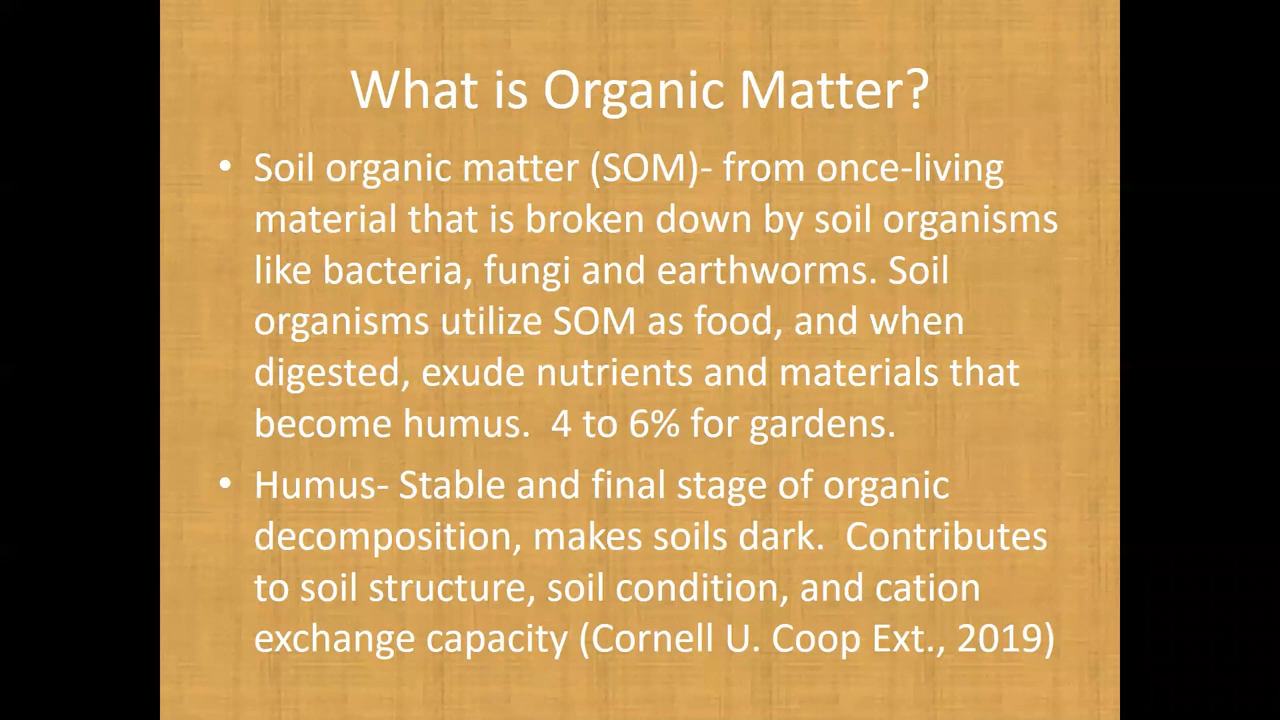 What is Organic Matter?
• Soil organic matter (SOM)- from once-living
material that is broken down by soil organisms
like bacteria, fungi and earthworms. Soil
organisms utilize SOM as food, and when
digested, exude nutrients and materials that
become humus.  4 to 6% for gardens.
• Humus- Stable and final stage of organic
decomposition, makes soils dark.  Contributes
to soil structure, soil condition, and cation
exchange capacity (Cornell U. Coop Ext., 2019)